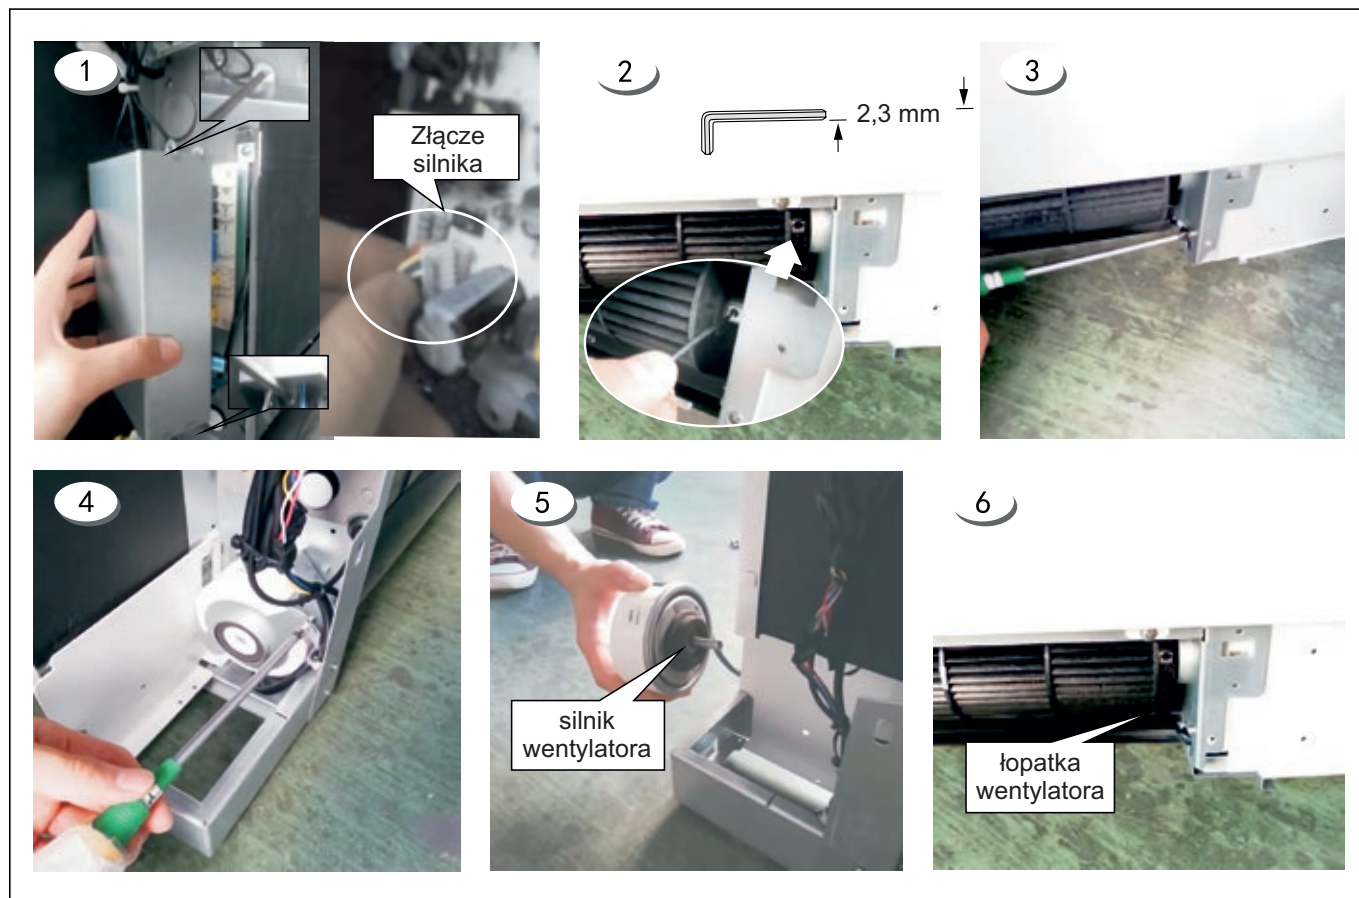 1
Złącze
silnika
2
2,3 mm
3
4
5
silnik
wentylatora
6
łopatka
wentylatora